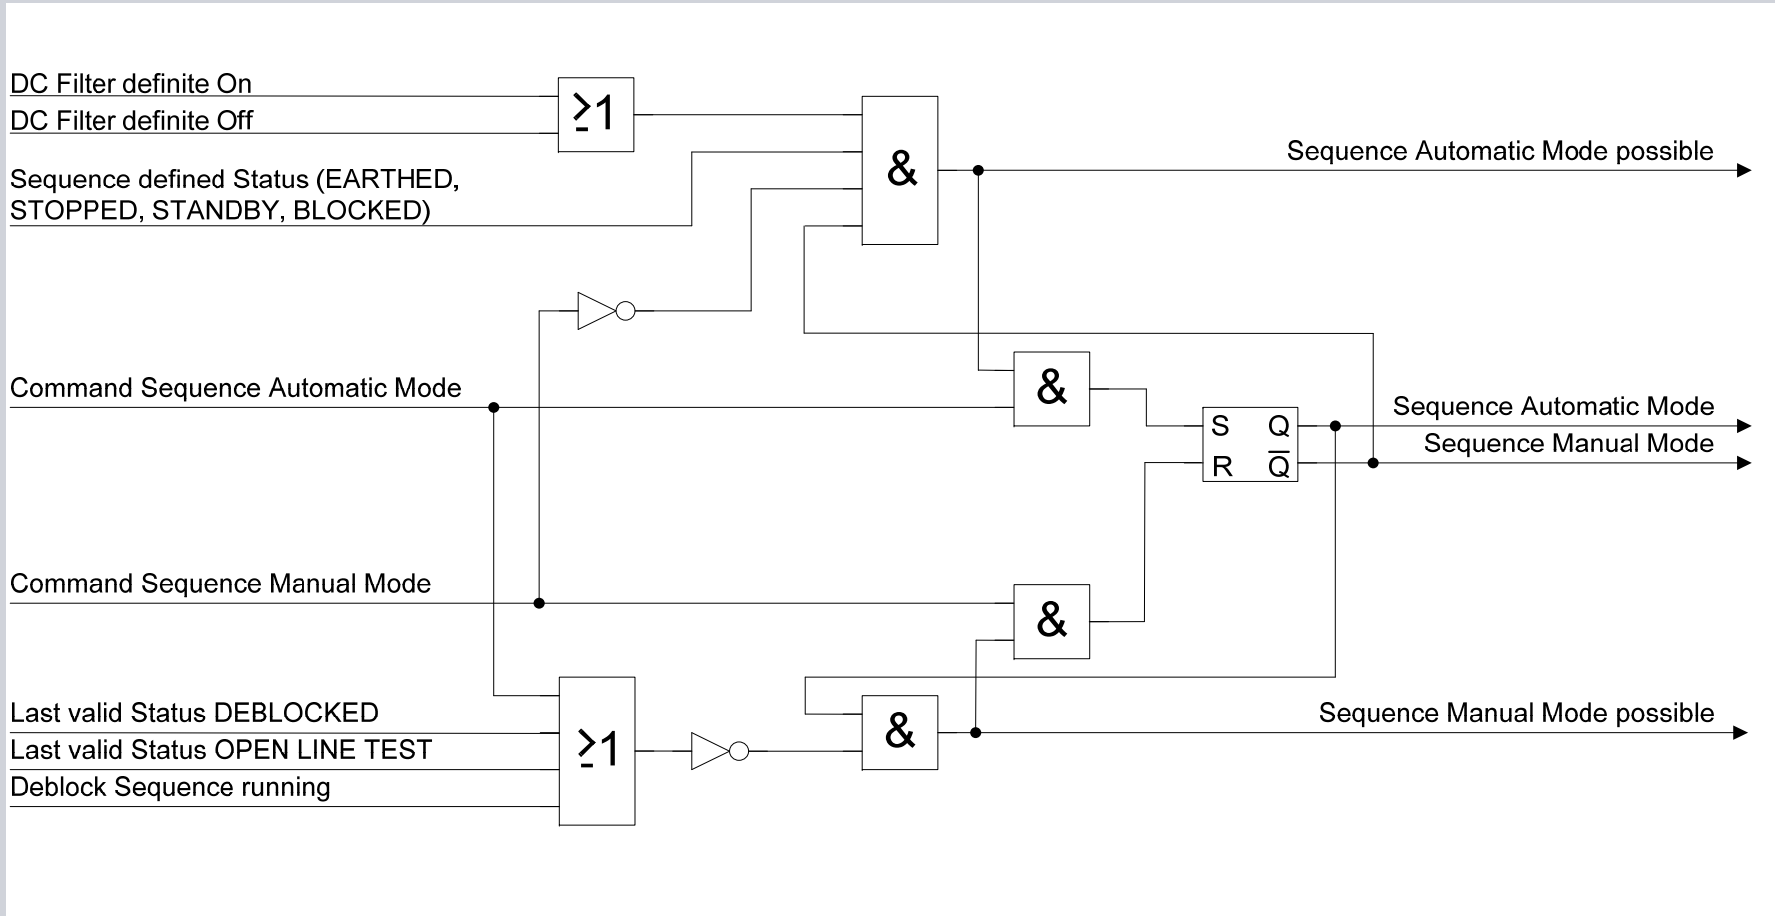 DC Filter definite On
DC Filter definite Off
≥1
Sequence defined Status (EARTHED,
STOPPED, STANDBY, BLOCKED)
&
Sequence Automatic Mode possible
Command Sequence Automatic Mode
&
S Q
R Q̅
Sequence Automatic Mode
Sequence Manual Mode
Command Sequence Manual Mode
&
Last valid Status DEBLOCKED
Last valid Status OPEN LINE TEST
Deblock Sequence running
≥1
&
Sequence Manual Mode possible